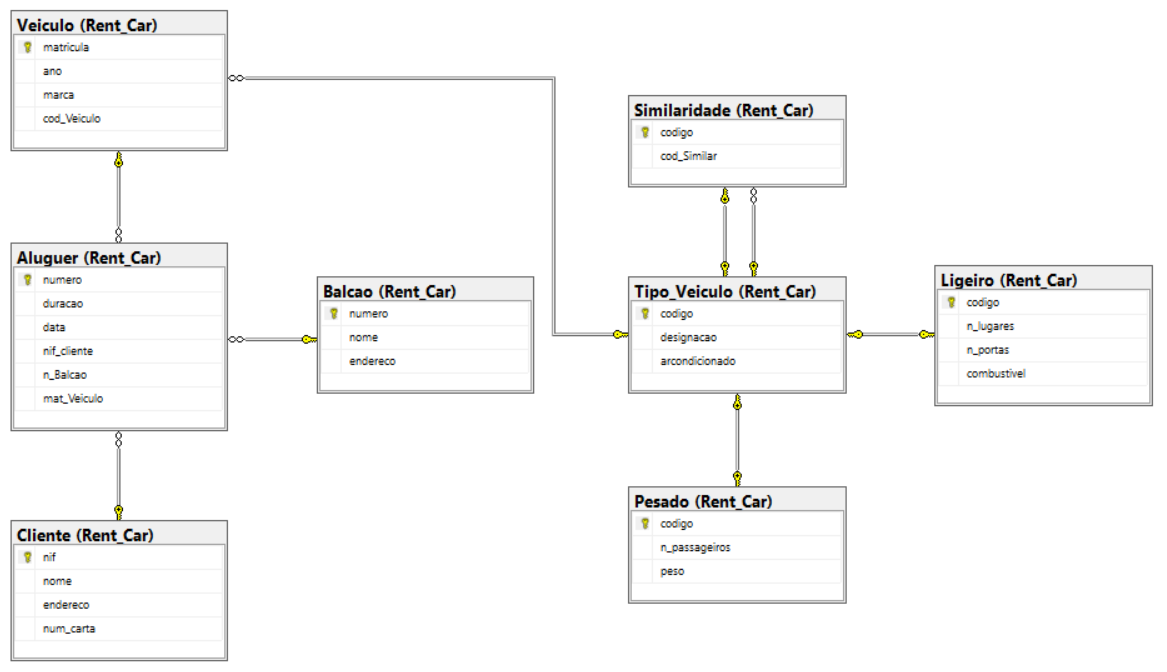 Veiculo (Rent_Car)
matricula
ano
marca
cod_Veiculo
Similaridade (Rent_Car)
codigo
cod_Similar
Aluguer (Rent_Car)
numero
duracao
data
nif_cliente
n_Balcao
mat_Veiculo
Balcao (Rent_Car)
numero
nome
endereco
Tipo_Veiculo (Rent_Car)
codigo
designacao
arcondicionado
Ligeiro (Rent_Car)
codigo
n_lugares
n_portas
combustivel
Cliente (Rent_Car)
nif
nome
endereco
num_carta
Pesado (Rent_Car)
codigo
n_passageiros
peso